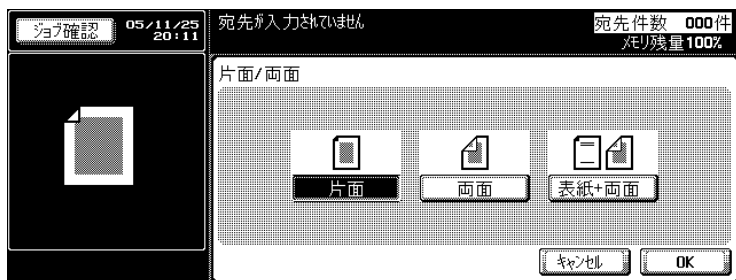 ジョブ確認
05/11/25
20:11
宛先が入力されていません
宛先件数 000件
メモリ残量100%
片面/両面
片面
両面
表紙+両面
キャンセル
OK